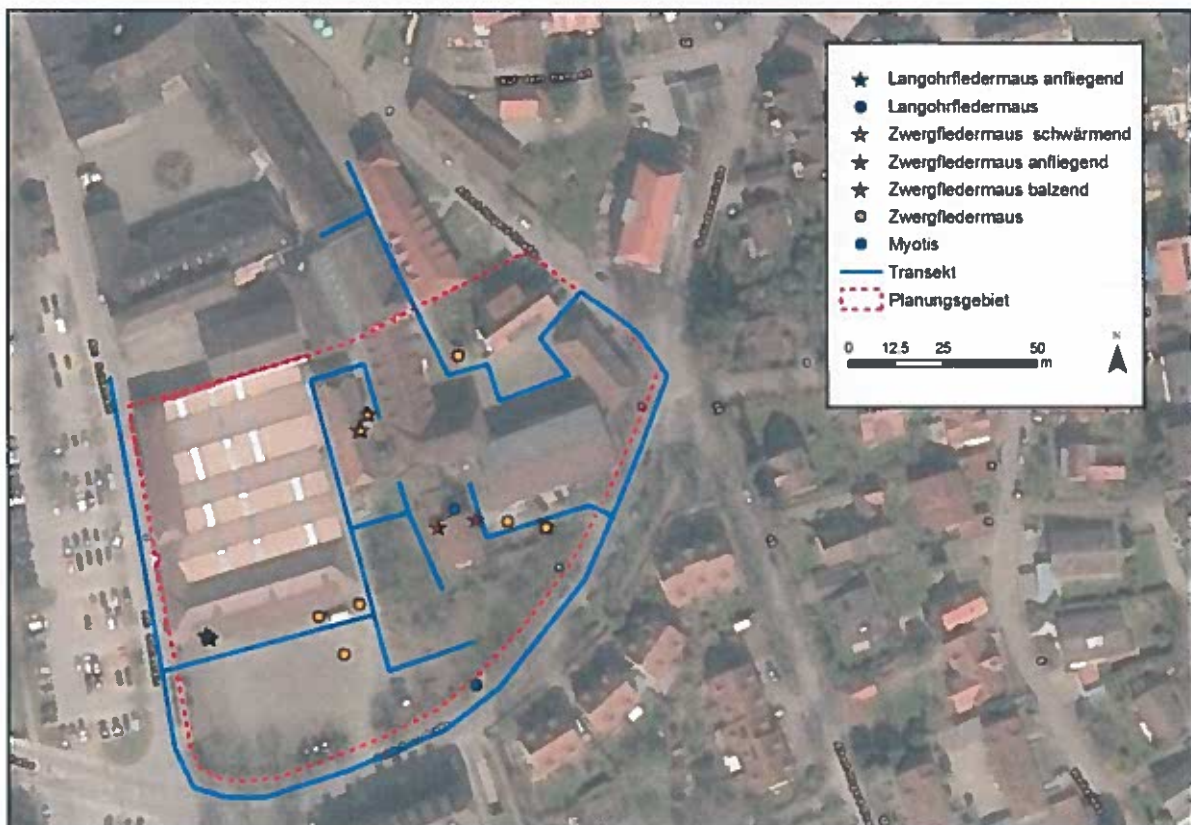 Langohrfledermaus anfliegend
Langohrfledermaus
Zwergfledermaus schwärmend
Zwergfledermaus anfliegend
Zwergfledermaus balzend
Zwergfledermaus
Myotis
Transekt
Planungsgebiet
N
0 12.5 25 50
m